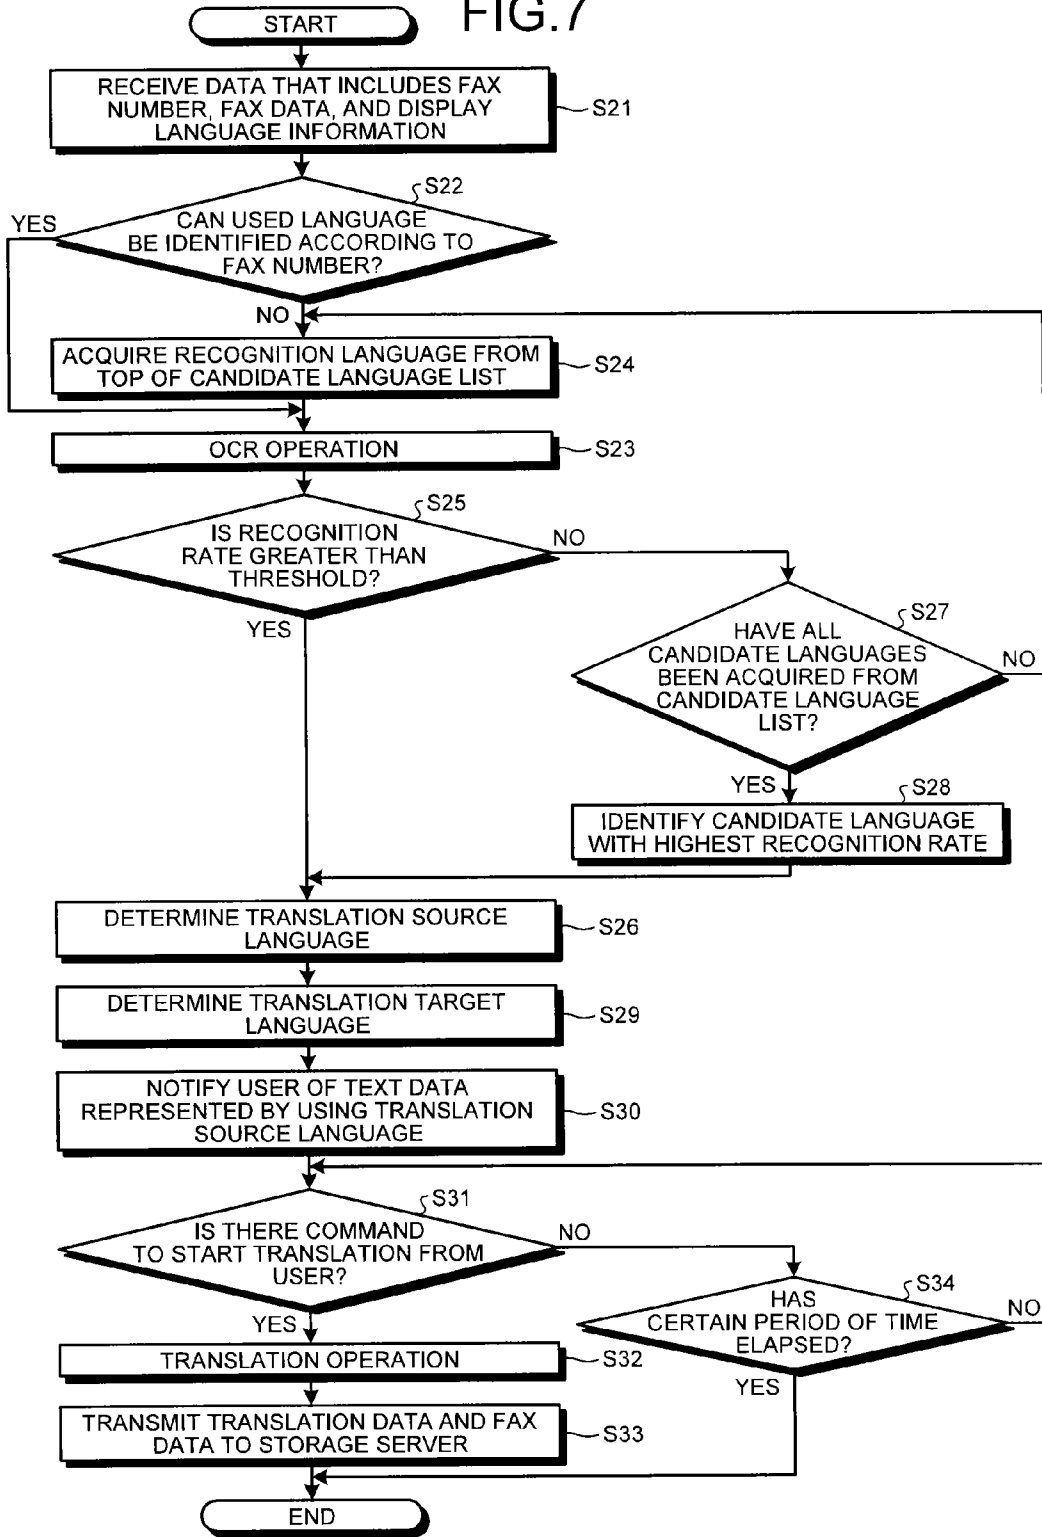 FIG.7
START
RECEIVE DATA THAT INCLUDES FAX
NUMBER, FAX DATA, AND DISPLAY
LANGUAGE INFORMATION
S21
S22
CAN USED LANGUAGE
BE IDENTIFIED ACCORDING TO
FAX NUMBER?
YES
NO
ACQUIRE RECOGNITION LANGUAGE FROM
TOP OF CANDIDATE LANGUAGE LIST
S24
OCR OPERATION
S23
S25
IS RECOGNITION
RATE GREATER THAN
THRESHOLD?
NO
YES
S27
HAVE ALL
CANDIDATE LANGUAGES
BEEN ACQUIRED FROM
CANDIDATE LANGUAGE
LIST?
NO
YES
S28
IDENTIFY CANDIDATE LANGUAGE
WITH HIGHEST RECOGNITION RATE
DETERMINE TRANSLATION SOURCE
LANGUAGE
S26
DETERMINE TRANSLATION TARGET
LANGUAGE
S29
NOTIFY USER OF TEXT DATA
REPRESENTED BY USING TRANSLATION
SOURCE LANGUAGE
S30
S31
IS THERE COMMAND
TO START TRANSLATION FROM
USER?
NO
YES
S34
HAS
CERTAIN PERIOD OF TIME
ELAPSED?
NO
YES
TRANSLATION OPERATION
S32
TRANSMIT TRANSLATION DATA AND FAX
DATA TO STORAGE SERVER
S33
END